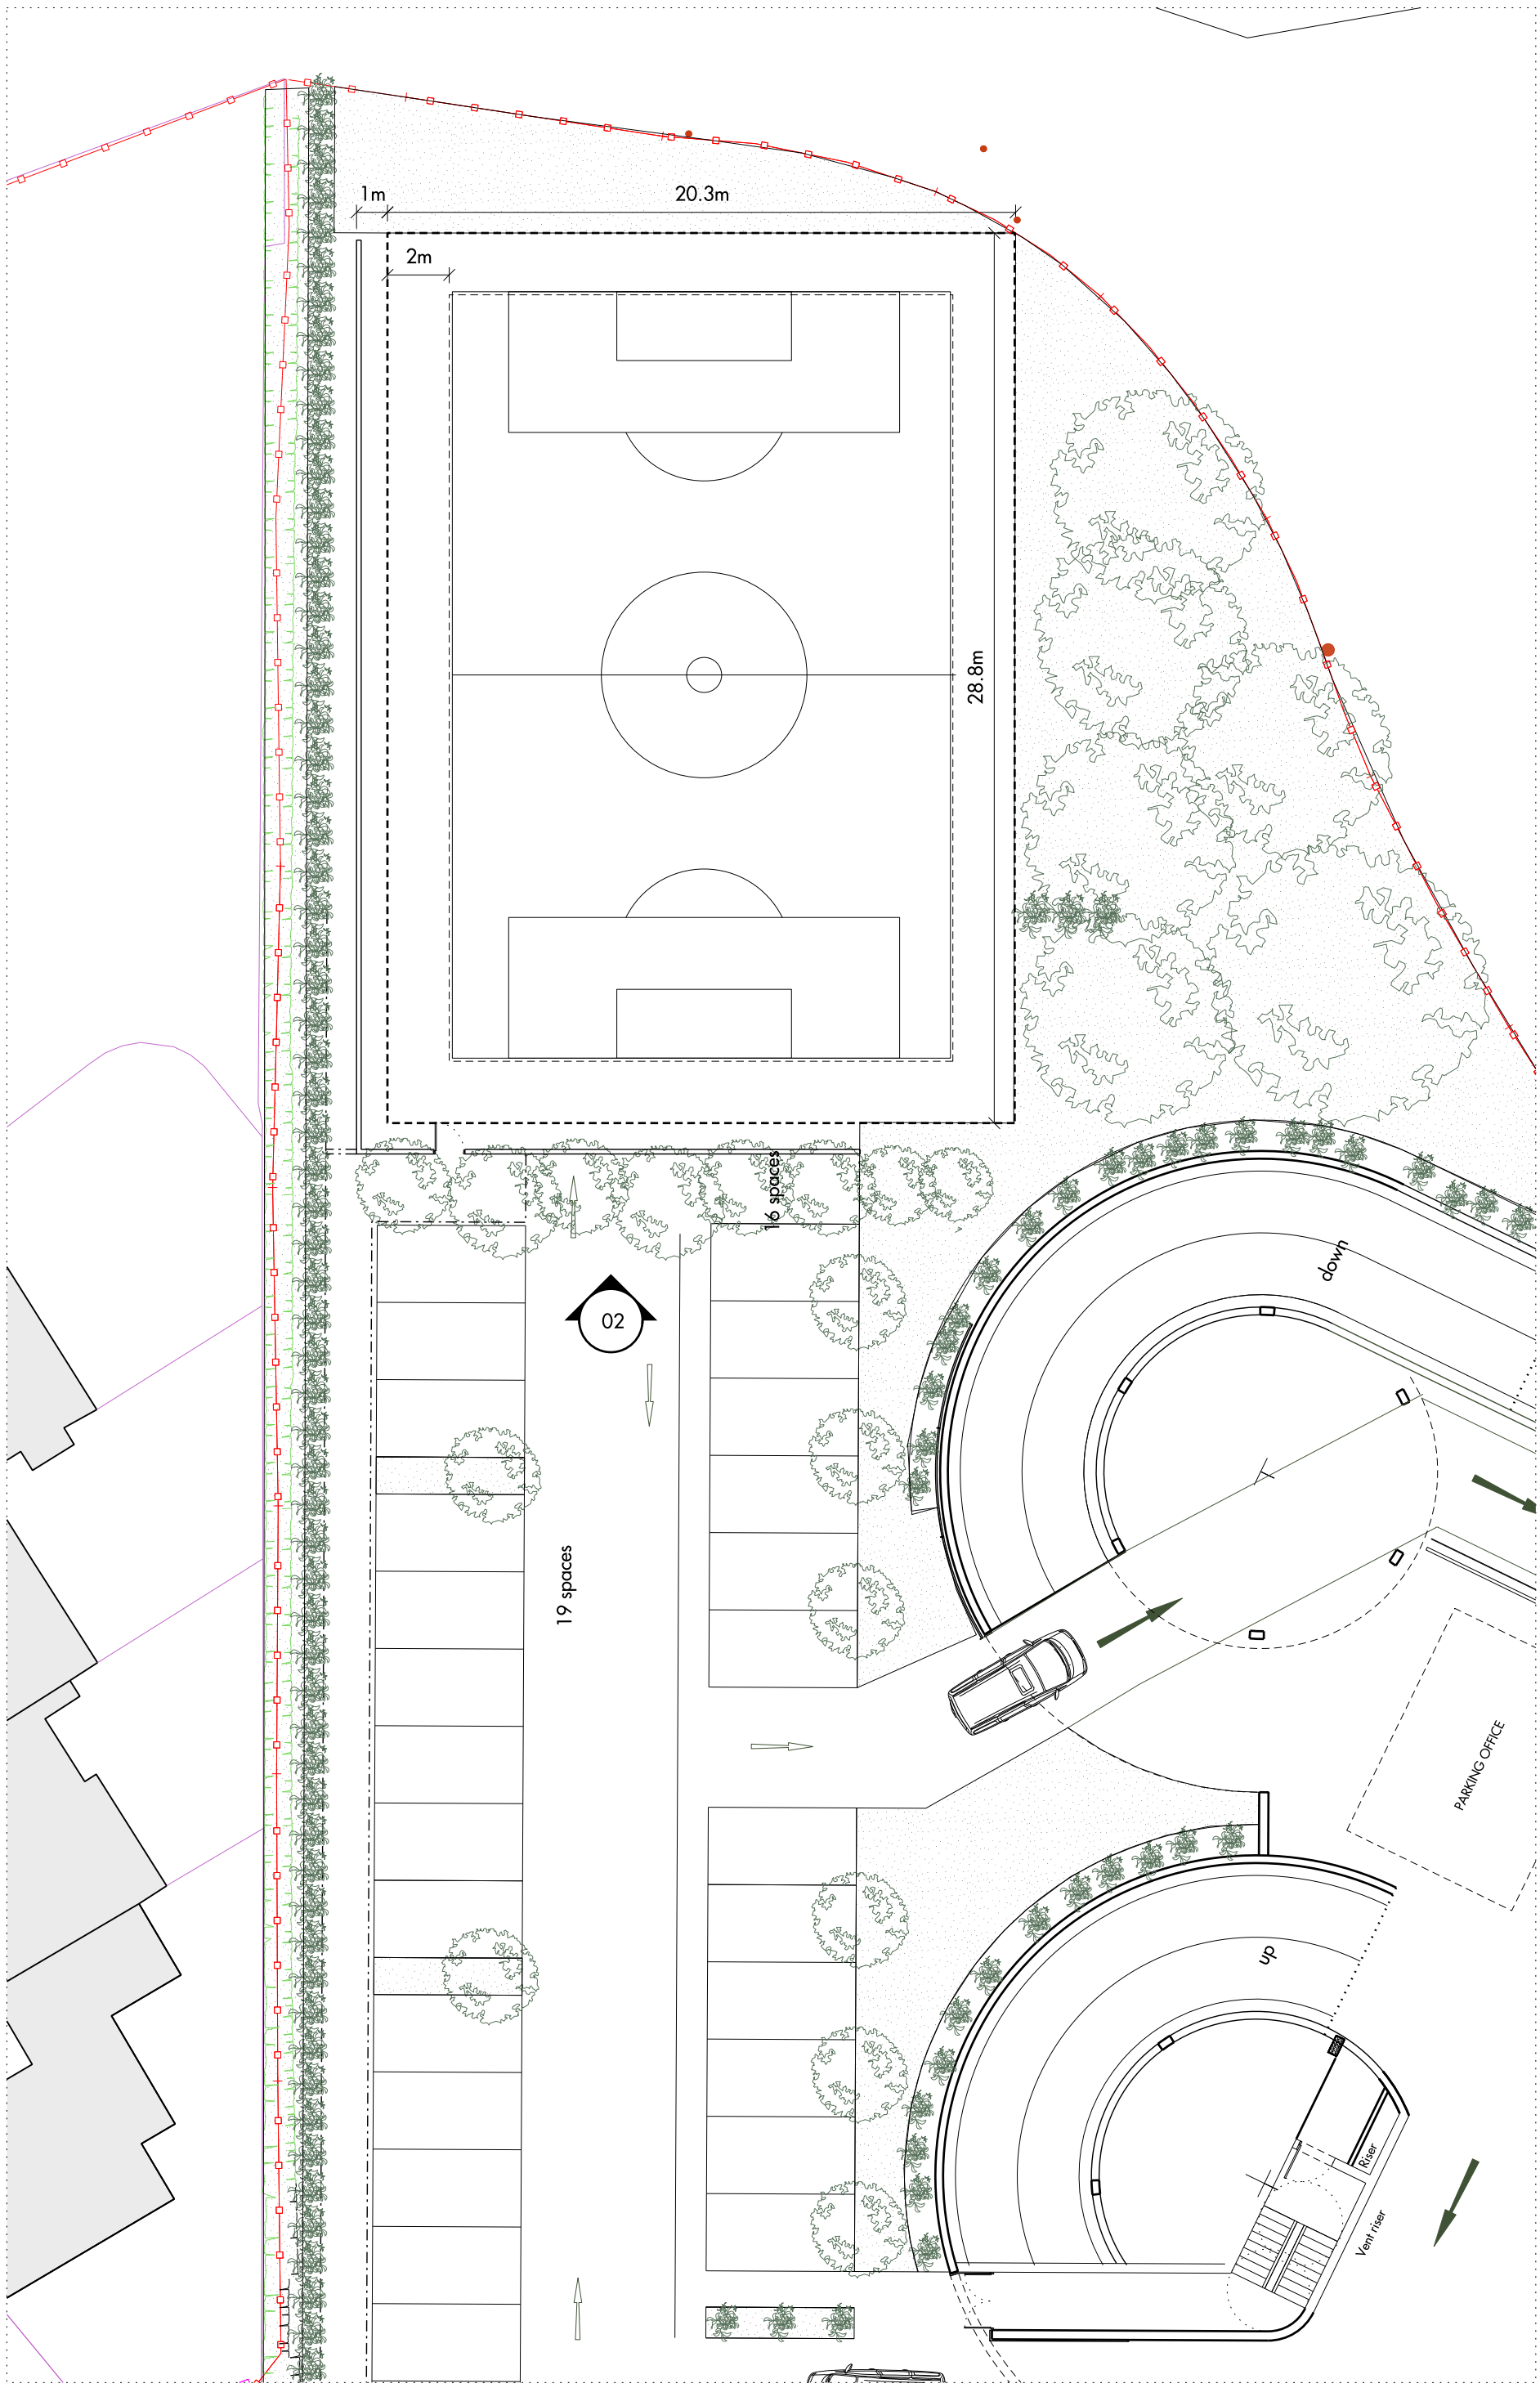 1m
20.3m
2m
28.8m
16 spaces
down
02
19 spaces
PARKING OFFICE
up
Riser
Vent riser